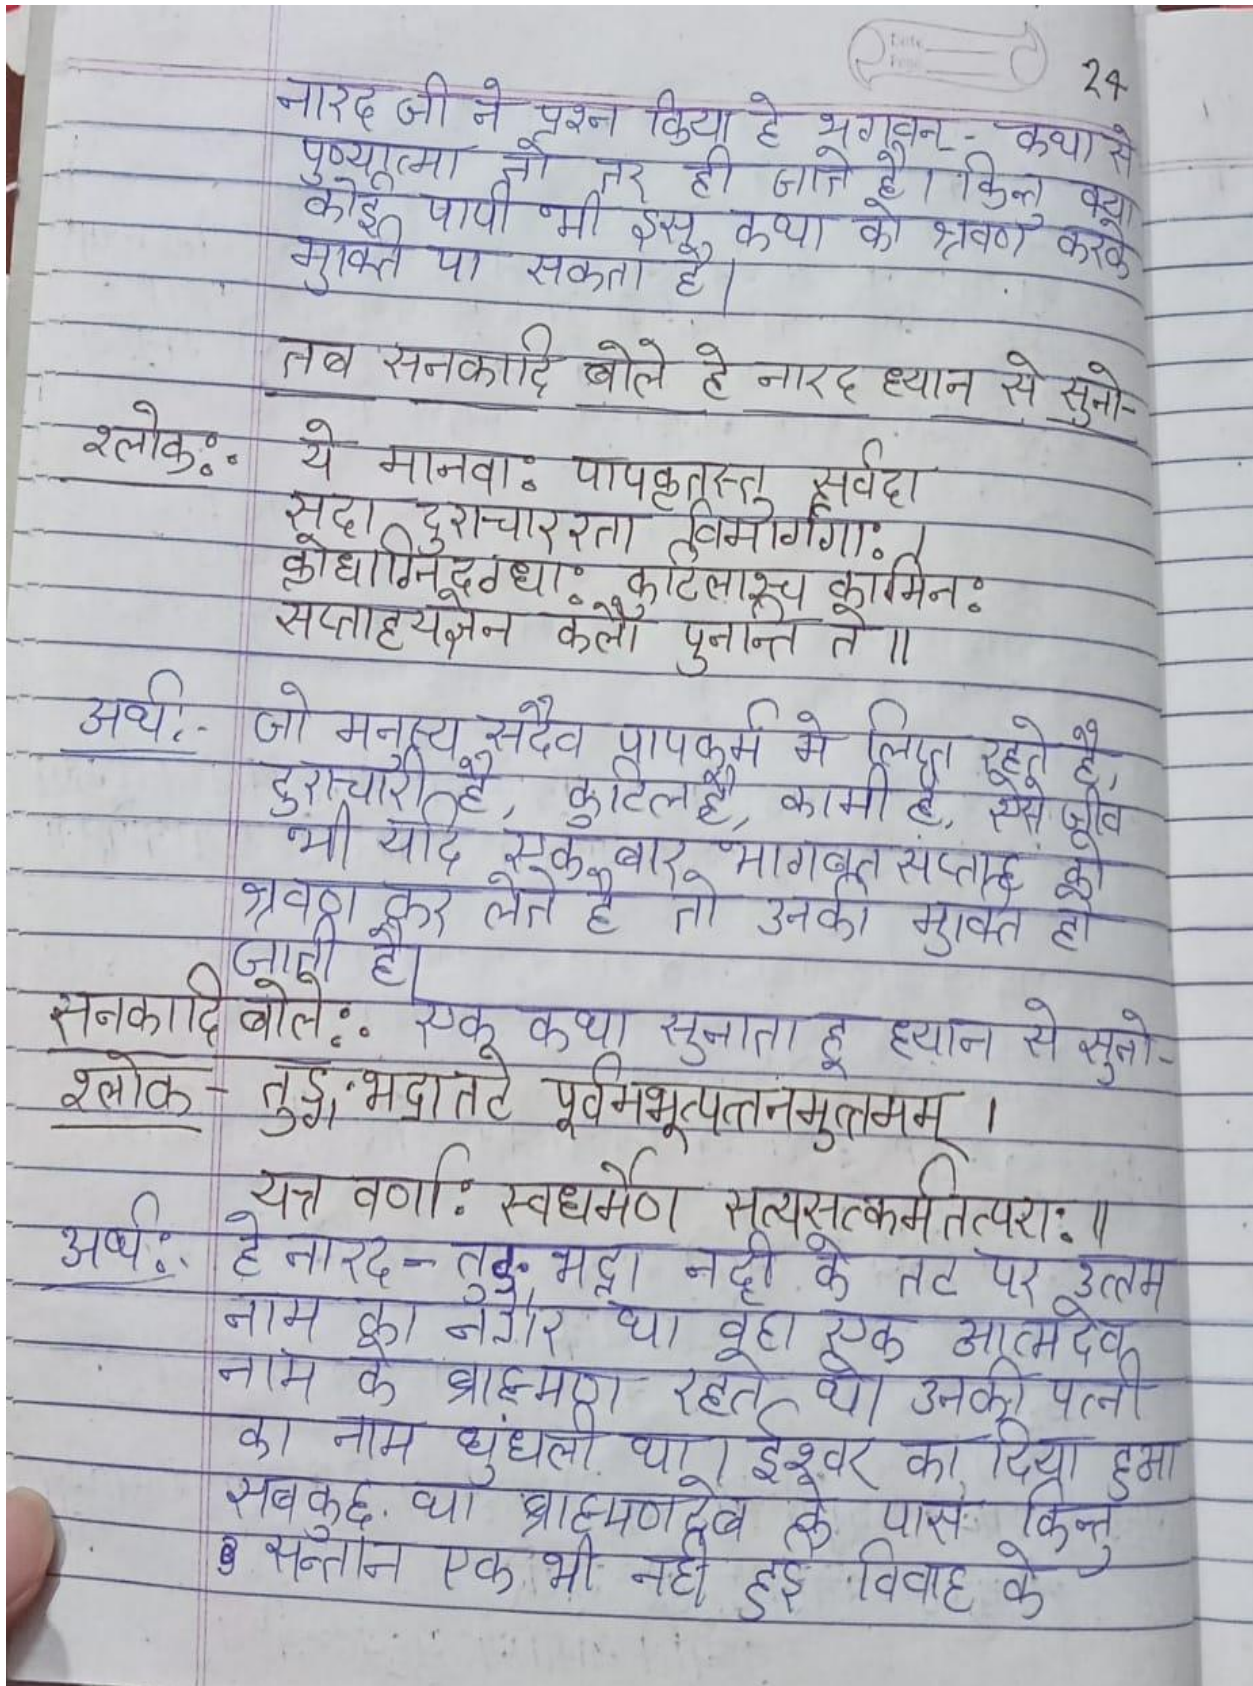 24
नारद जी ने प्रश्न किया हे भगवन - कथा से
पुण्यात्मा तो तर ही जाते है। किन्तु क्या
कोई पापी भी इस कथा को श्रवण करके
मुक्ति पा सकता है।
तब सनकादि बोले हे नारद ध्यान से सुनो-
श्लोक:. ये मानवा: पापकृतस्तु सर्वदा
सदा दुराचाररता विमार्गगा: ।
क्रोधाग्निदग्धा: कुटिलाश्च कामिन:
सप्ताहयज्ञेन कलौ पुनन्ति ते ॥
अर्थ:- जो मनुष्य सदैव पापकर्म मे लिप्त रहते है,
दुराचारी है, कुटिल है, कामी है, ऐसे जीव
भी यदि एक बार भागवत सप्ताह को
श्रवण कर लेते है तो उनकी मुक्ति हो
जाती है।
सनकादि बोले:. एक कथा सुनाता हू ध्यान से सुनो-
श्लोक - तुङ्गभद्रातटे पूर्वमभूत्पत्तनमुत्तमम् ।
यत्र वर्णा: स्वधर्मेण सत्यसत्कर्मतत्परा: ॥
अर्थ:. हे नारद - तुङ्गभद्रा नदी के तट पर उत्तम
नाम का नगर था वहा एक आत्मदेव
नाम के ब्राह्मण रहते थे। उनकी पत्नी
का नाम धुंधली था। ईश्वर का दिया हुआ
सबकुछ था ब्राह्मणदेव के पास किन्तु
सन्तान एक भी नही हुई विवाह के